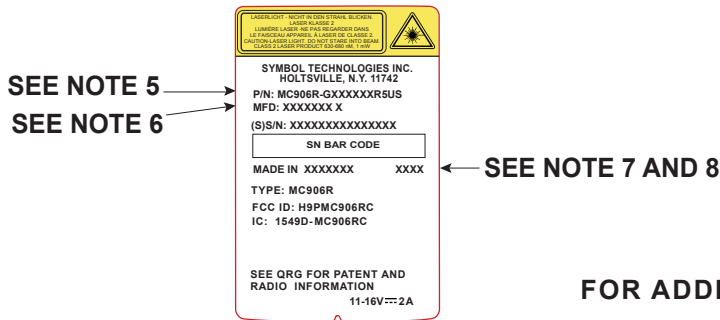 LASERLICHT - NICHT IN DEN STRAHL BLICKEN.
LASER KLASSE 2
LUMIÈRE LASER -NE PAS REGARDER DANS
LE FAISCEAU APPAREIL À LASER DE CLASSE 2.
CAUTION-LASER LIGHT. DO NOT STARE INTO BEAM
CLASS 2 LASER PRODUCT 630-680 nM, 1 mW
SYMBOL TECHNOLOGIES INC.
HOLTSVILLE, N.Y. 11742
SEE NOTE 5
P/N: MC906R-GXXXXXXR5US
SEE NOTE 6
MFD: XXXXXXX X
(S)S/N: XXXXXXXXXXXXXXX
SN BAR CODE
MADE IN XXXXXXX XXXX
SEE NOTE 7 AND 8
TYPE: MC906R
FCC ID: H9PMC906RC
IC: 1549D-MC906RC
SEE QRG FOR PATENT AND
RADIO INFORMATION
11-16V⎓2A
FOR ADDI